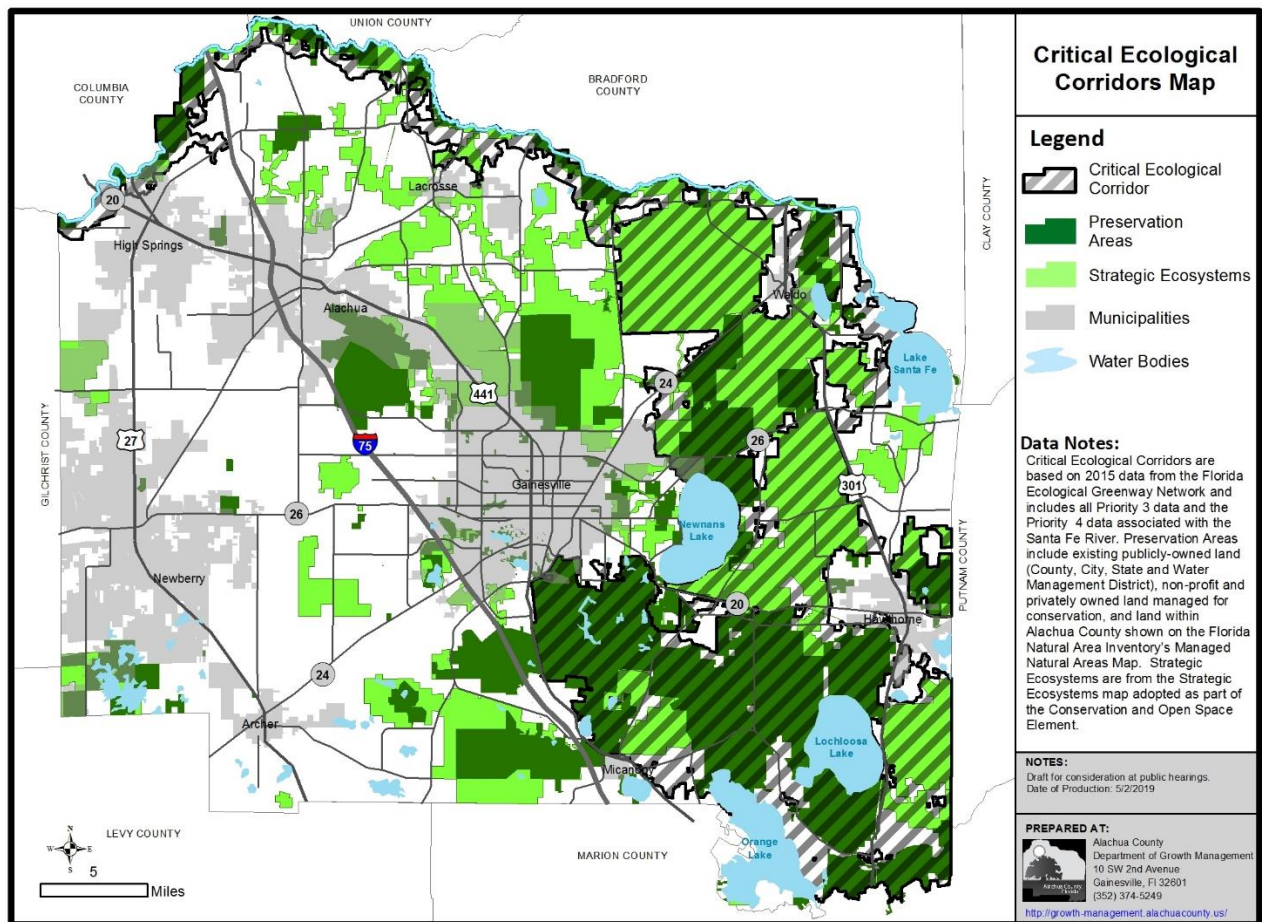 UNION COUNTY
COLUMBIA
COUNTY
BRADFORD
COUNTY
CLAY COUNTY
GILCHRIST COUNTY
PUTNAM COUNTY
LEVY COUNTY
MARION COUNTY
20
High Springs
Lacrosse
Alachua
Waldo
Lake
Santa Fe
441
24
27
75
26
301
Gainesville
26
Newnans
Lake
Newberry
20
Hawthorne
24
Archer
Lochloosa
Lake
Micanopy
Orange
Lake
N
W
E
S
5
Miles
Critical Ecological
Corridors Map
Legend
Critical Ecological
Corridor
Preservation
Areas
Strategic Ecosystems
Municipalities
Water Bodies
Data Notes:
Critical Ecological Corridors are
based on 2015 data from the Florida
Ecological Greenway Network and
includes all Priority 3 data and the
Priority 4 data associated with the
Santa Fe River. Preservation Areas
include existing publicly-owned land
(County, City, State and Water
Management District), non-profit and
privately owned land managed for
conservation, and land within
Alachua County shown on the Florida
Natural Area Inventory's Managed
Natural Areas Map. Strategic
Ecosystems are from the Strategic
Ecosystems map adopted as part of
the Conservation and Open Space
Element.
NOTES:
Draft for consideration at public hearings.
Date of Production: 5/2/2019
PREPARED AT:
Alachua County
Florida
Alachua County
Department of Growth Management
10 SW 2nd Avenue
Gainesville, Fl 32601
(352) 374-5249
http://growth-management.alachuacounty.us/